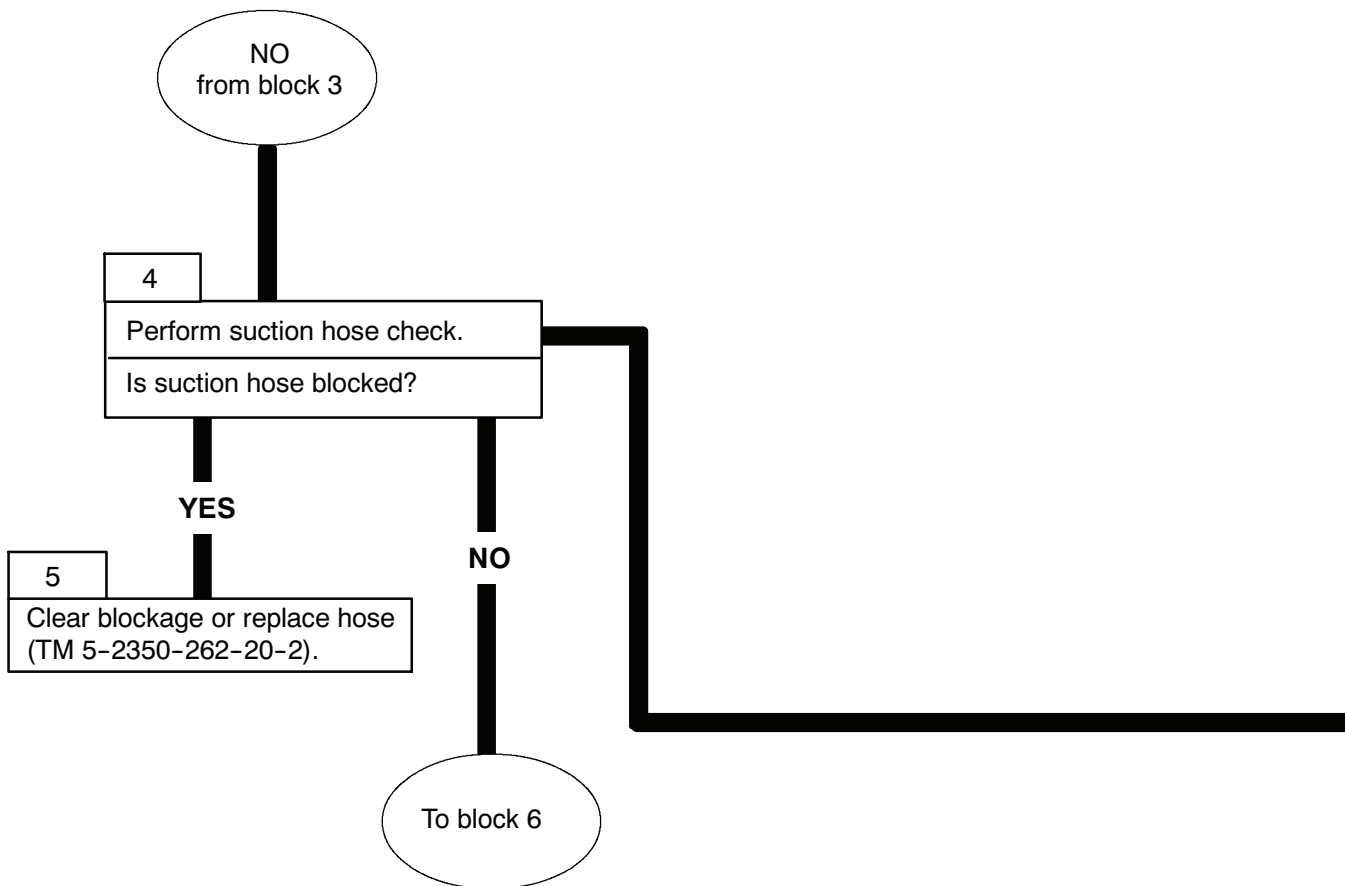 NO
from block 3
4
Perform suction hose check.
Is suction hose blocked?
YES
NO
5
Clear blockage or replace hose
(TM 5-2350-262-20-2).
To block 6